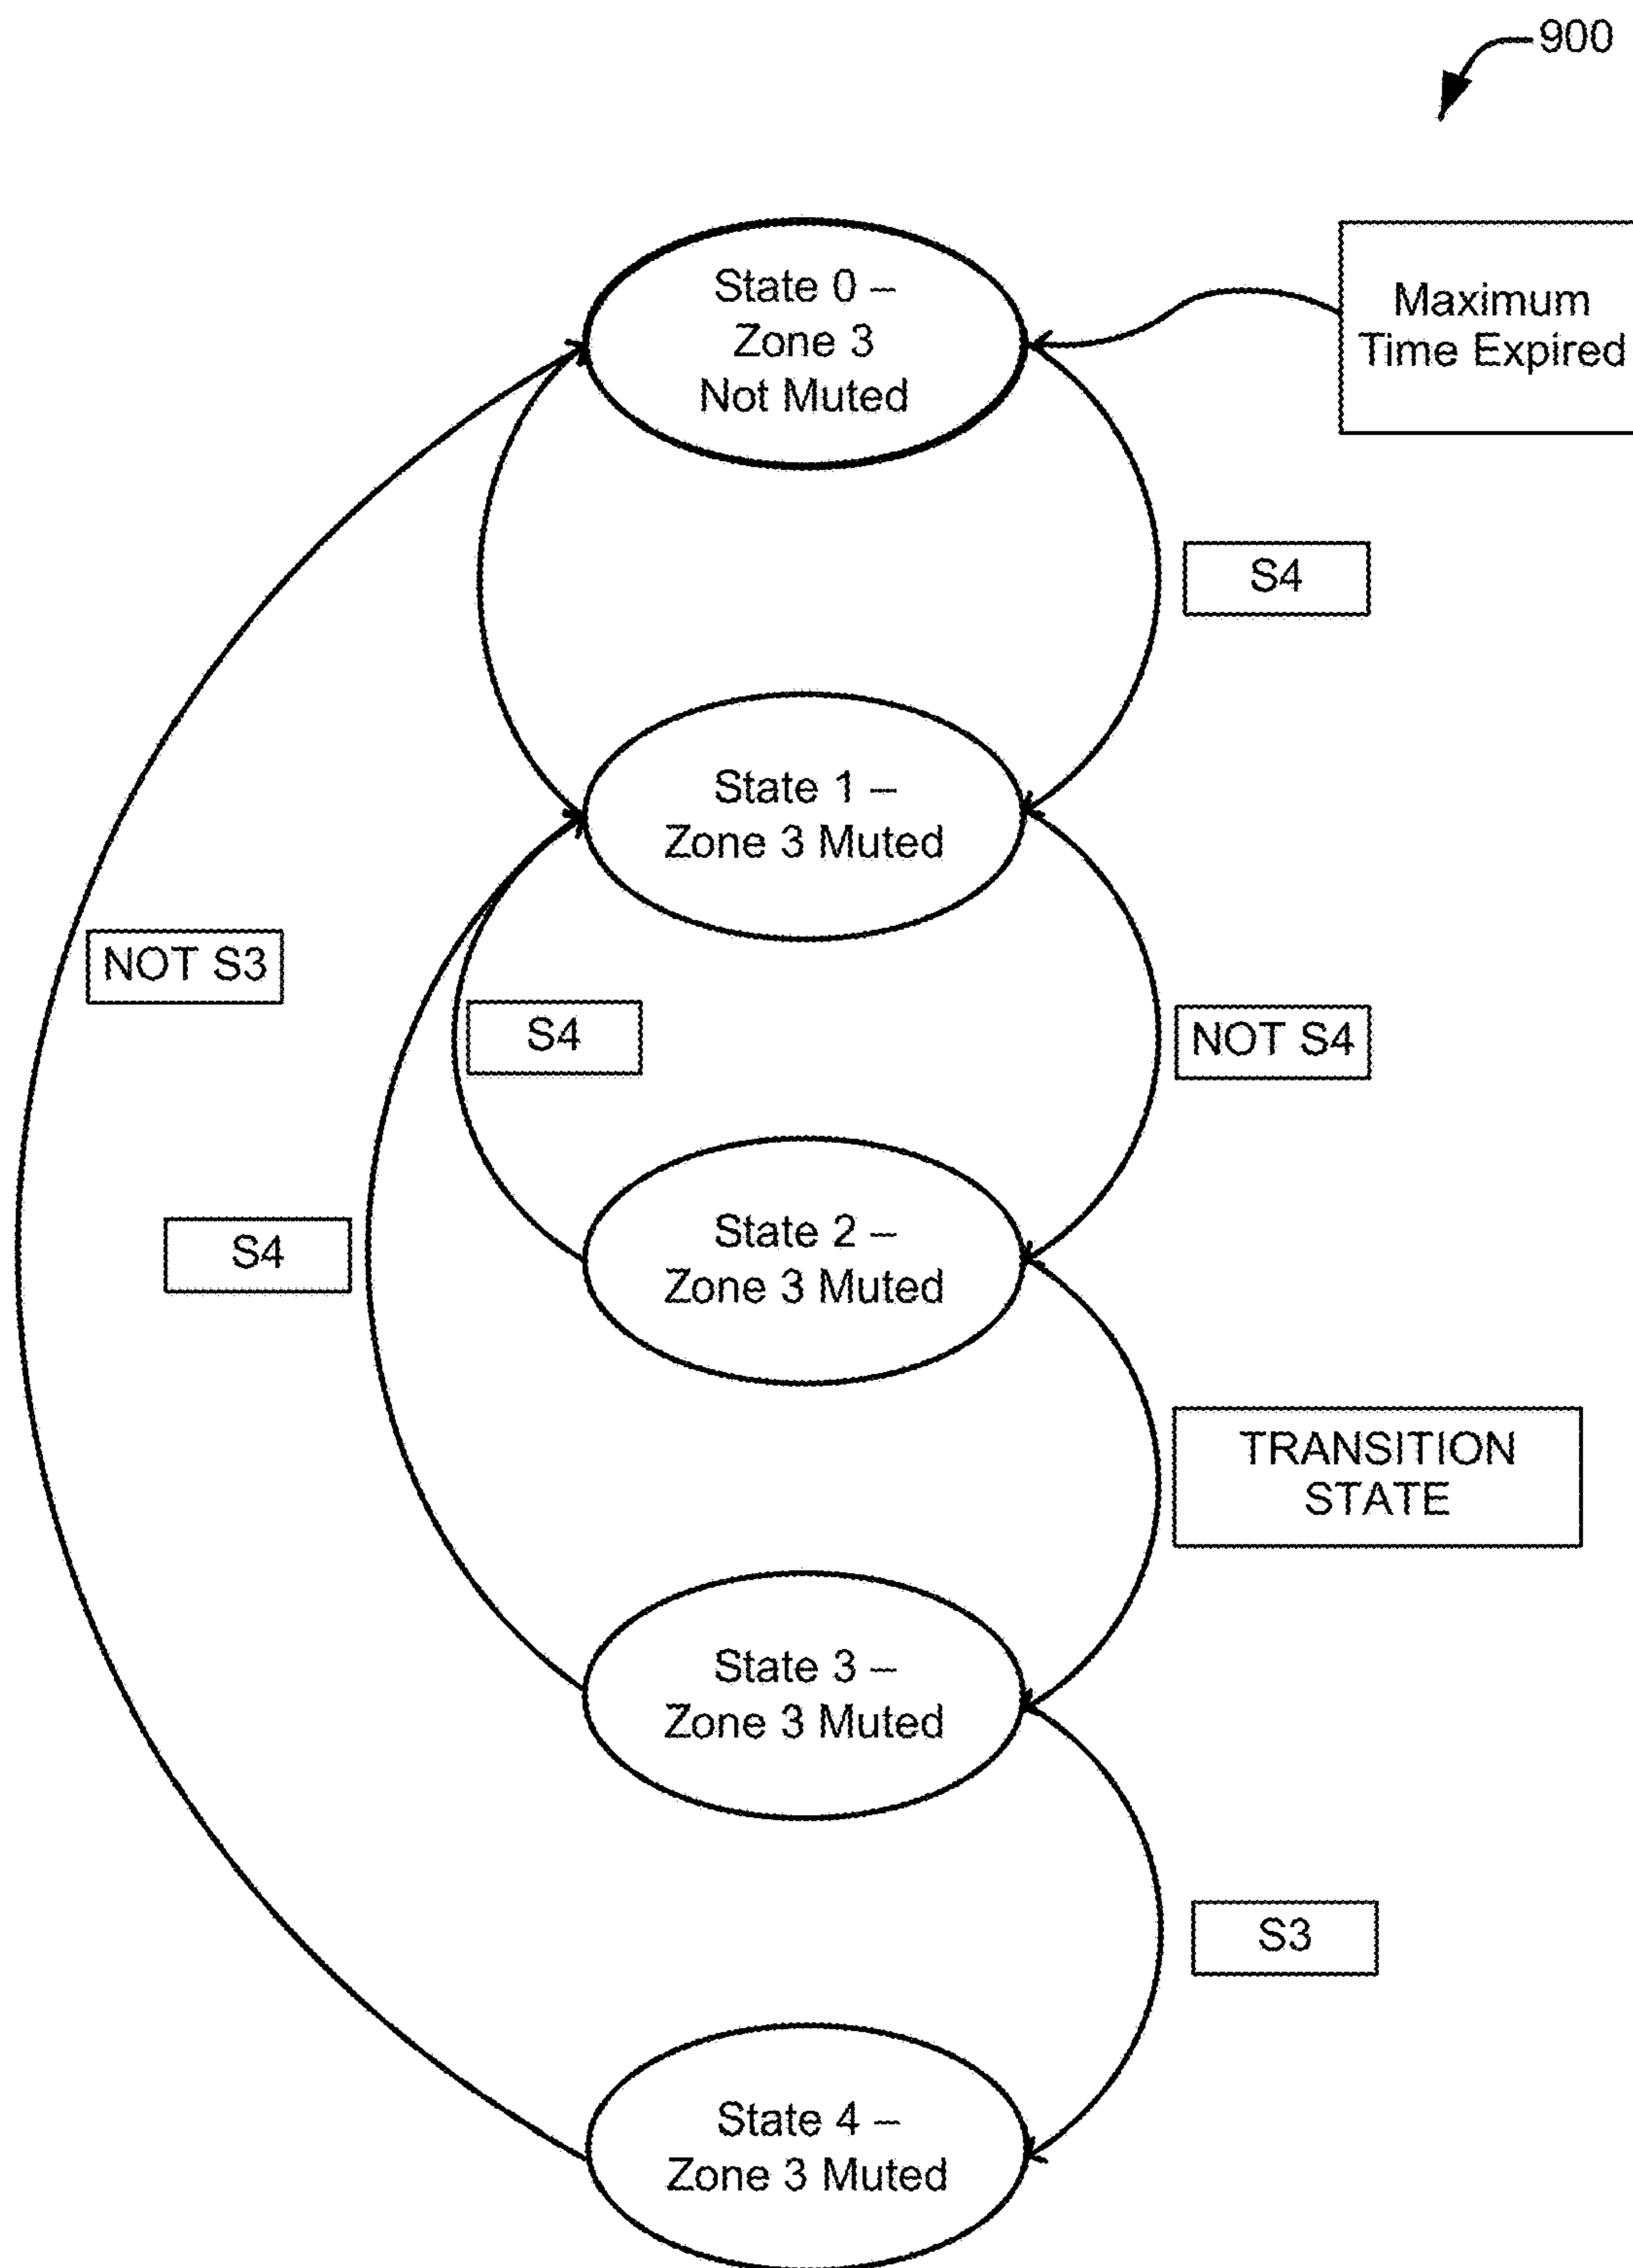 900
State 0 –
Zone 3
Not Muted
Maximum
Time Expired
S4
State 1 –
Zone 3 Muted
NOT S3
S4
NOT S4
State 2 –
Zone 3 Muted
S4
TRANSITION
STATE
State 3 –
Zone 3 Muted
S3
State 4 –
Zone 3 Muted